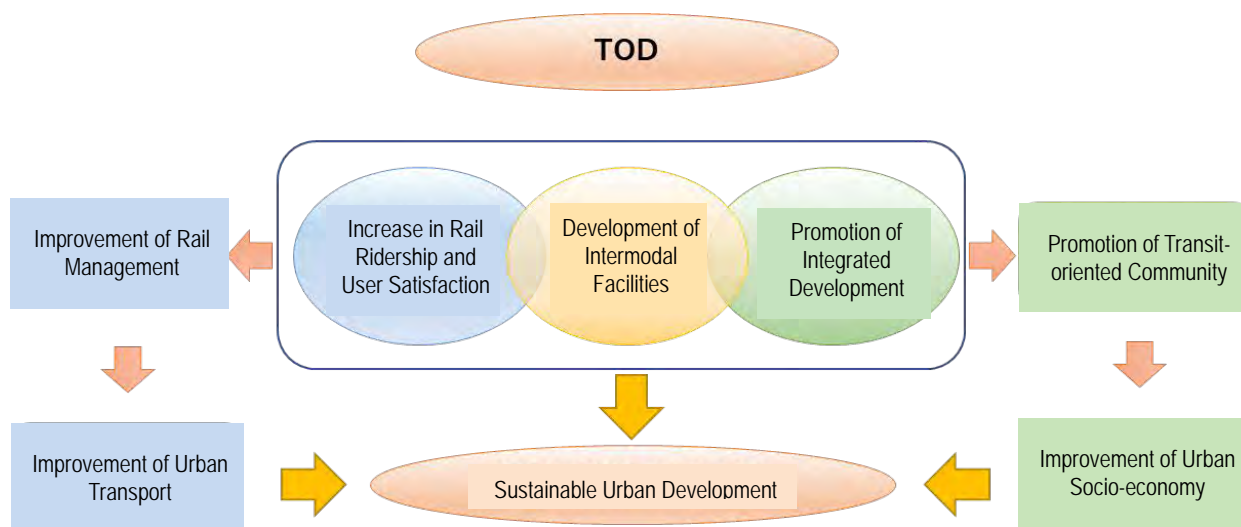 TOD
Improvement of Rail
Management
Increase in Rail
Ridership and
User Satisfaction
Development of
Intermodal
Facilities
Promotion of
Integrated
Development
Promotion of Transit-
oriented Community
Improvement of Urban
Transport
Sustainable Urban Development
Improvement of Urban
Socio-economy